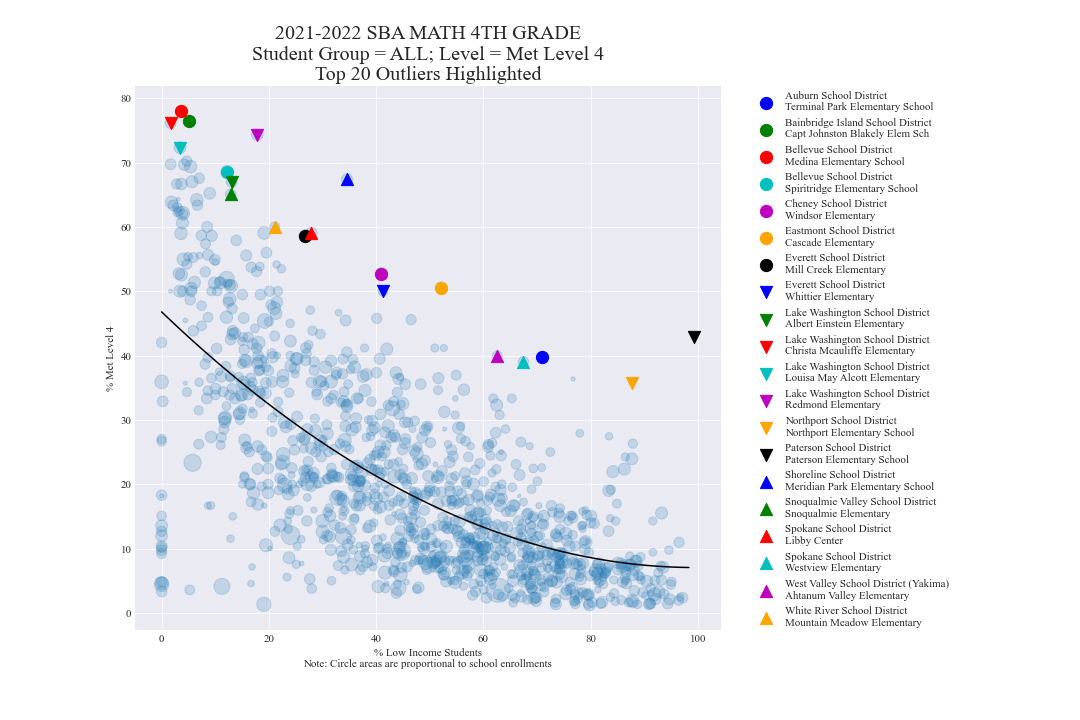 2021-2022 SBA MATH 4TH GRADE
Student Group = ALL; Level = Met Level 4
Top 20 Outliers Highlighted
% Met Level 4
80
70
60
50
40
30
20
10
0
0 20 40 60 80 100
% Low Income Students
Note: Circle areas are proportional to school enrollments
Auburn School District
Terminal Park Elementary School
Bainbridge Island School District
Capt Johnston Blakely Elem Sch
Bellevue School District
Medina Elementary School
Bellevue School District
Spiritridge Elementary School
Cheney School District
Windsor Elementary
Eastmont School District
Cascade Elementary
Everett School District
Mill Creek Elementary
Everett School District
Whittier Elementary
Lake Washington School District
Albert Einstein Elementary
Lake Washington School District
Christa Mcauliffe Elementary
Lake Washington School District
Louisa May Alcott Elementary
Lake Washington School District
Redmond Elementary
Northport School District
Northport Elementary School
Paterson School District
Paterson Elementary School
Shoreline School District
Meridian Park Elementary School
Snoqualmie Valley School District
Snoqualmie Elementary
Spokane School District
Libby Center
Spokane School District
Westview Elementary
West Valley School District (Yakima)
Ahtanum Valley Elementary
White River School District
Mountain Meadow Elementary